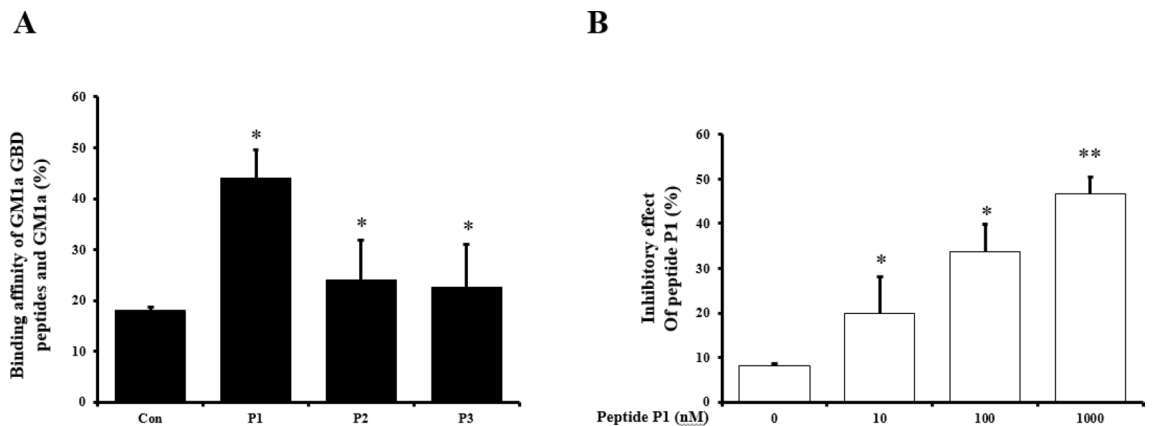 A
B
Binding affinity of GM1a GBD
peptides and GM1a (%)
60
50
40
30
20
10
0
*
*
*
Con P1 P2 P3
Inhibitory effect
Of peptide P1 (%)
60
50
40
30
20
10
0
*
*
**
Peptide P1 (nM) 0 10 100 1000